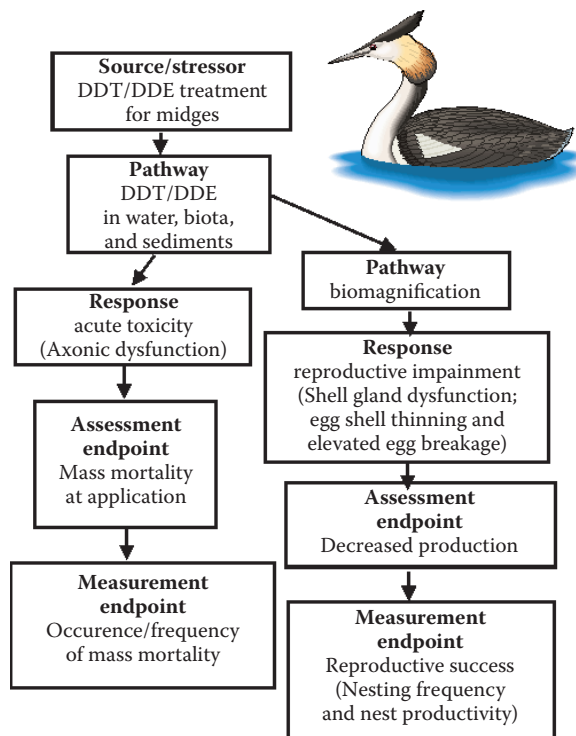 Source/stressor
DDT/DDE treatment
for midges
Pathway
DDT/DDE
in water, biota,
and sediments
Response
acute toxicity
(Axonic dysfunction)
Assessment
endpoint
Mass mortality
at application
Measurement
endpoint
Occurence/frequency
of mass mortality
Pathway
biomagnification
Response
reproductive impairment
(Shell gland dysfunction;
egg shell thinning and
elevated egg breakage)
Assessment
endpoint
Decreased production
Measurement
endpoint
Reproductive success
(Nesting frequency
and nest productivity)